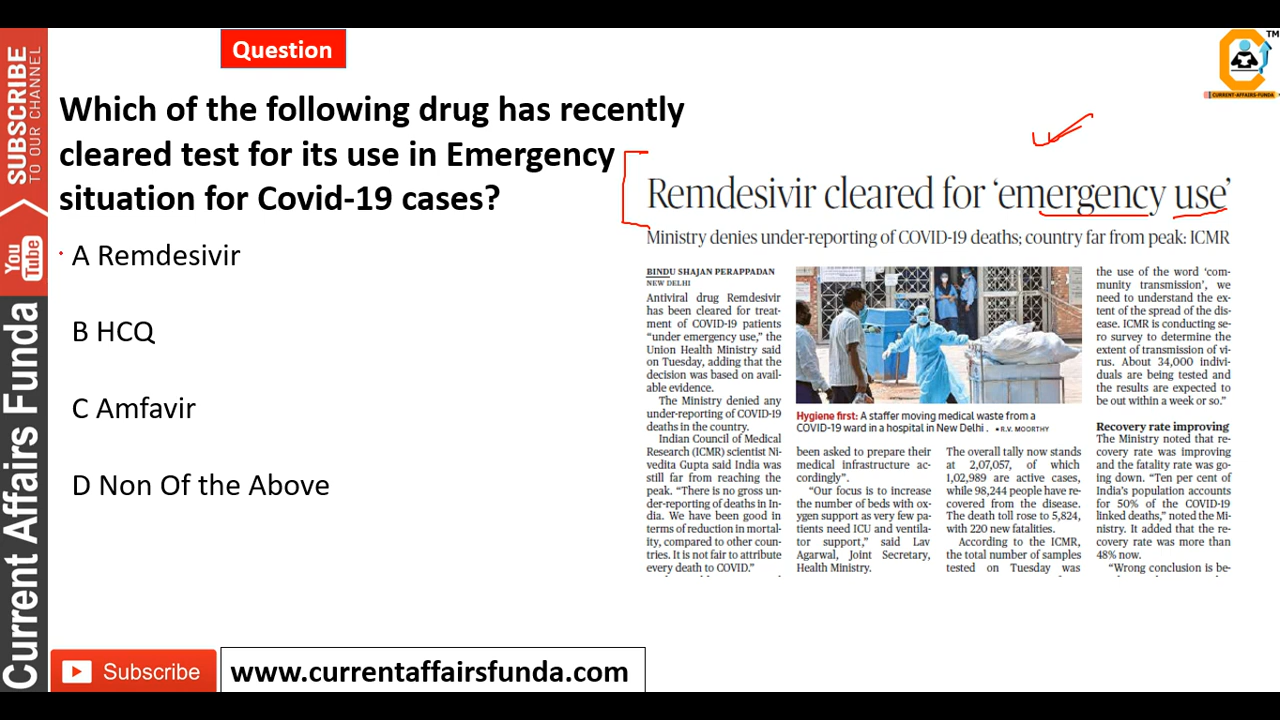 SUBSCRIBE
TO OUR CHANNEL
You
Tube
Current Affairs Funda
Question
Which of the following drug has recently
cleared test for its use in Emergency
situation for Covid-19 cases?
A Remdesivir
B HCQ
C Amfavir
D Non Of the Above
Subscribe
www.currentaffairsfunda.com
TM
CURRENT-AFFAIRS-FUNDA
Remdesivir cleared for ‘emergency use’
Ministry denies under-reporting of COVID-19 deaths; country far from peak: ICMR
BINDU SHAJAN PERAPPADAN
NEW DELHI
Antiviral drug Remdesivir
has been cleared for treat-
ment of COVID-19 patients
“under emergency use,” the
Union Health Ministry said
on Tuesday, adding that the
decision was based on avail-
able evidence.
The Ministry denied any
under-reporting of COVID-19
deaths in the country.
Indian Council of Medical
Research (ICMR) scientist Ni-
vedita Gupta said India was
still far from reaching the
peak. “There is no gross un-
der-reporting of deaths in In-
dia. We have been good in
terms of reduction in mortal-
ity, compared to other coun-
tries. It is not fair to attribute
every death to COVID.”
Hygiene first: A staffer moving medical waste from a
COVID-19 ward in a hospital in New Delhi. •R.V. MOORTHY
been asked to prepare their
medical infrastructure ac-
cordingly”.
“Our focus is to increase
the number of beds with ox-
ygen support as very few pa-
tients need ICU and ventila-
tor support,” said Lav
Agarwal, Joint Secretary,
Health Ministry.
The overall tally now stands
at 2,07,057, of which
1,02,989 are active cases,
while 98,244 people have re-
covered from the disease.
The death toll rose to 5,824,
with 220 new fatalities.
According to the ICMR,
the total number of samples
tested on Tuesday was
the use of the word ‘com-
munity transmission’, we
need to understand the ex-
tent of the spread of the dis-
ease. ICMR is conducting se-
ro survey to determine the
extent of transmission of vi-
rus. About 34,000 indivi-
duals are being tested and
the results are expected to
be out within a week or so.”
Recovery rate improving
The Ministry noted that re-
covery rate was improving
and the fatality rate was go-
ing down. “Ten per cent of
India’s population accounts
for 50% of the COVID-19
linked deaths,” noted the Mi-
nistry. It added that the re-
covery rate was more than
48% now.
“Wrong conclusion is be-